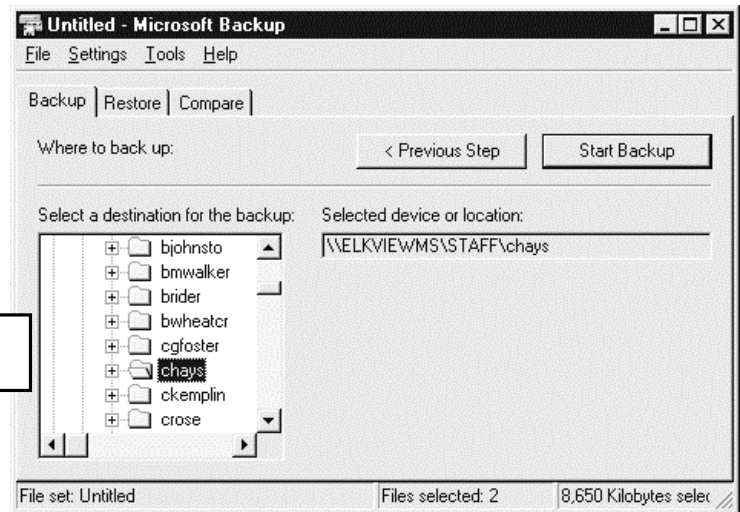 Untitled - Microsoft Backup
File Settings Tools Help
Backup Restore Compare
Where to back up: < Previous Step Start Backup
Select a destination for the backup: Selected device or location:
\\ELKVIEWMS\STAFF\chays
bjohnsto
bmwalker
brider
bwheatcr
cgfoster
chays
ckemplin
crose
File set: Untitled Files selected: 2 8,650 Kilobytes selec